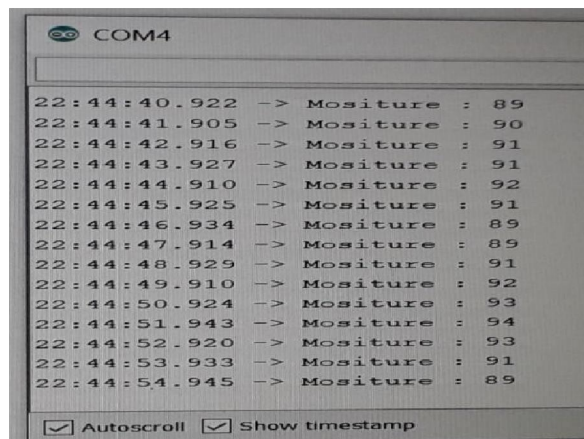 COM4
22:44:40.922 -> Mositure : 89
22:44:41.905 -> Mositure : 90
22:44:42.916 -> Mositure : 91
22:44:43.927 -> Mositure : 91
22:44:44.910 -> Mositure : 92
22:44:45.925 -> Mositure : 91
22:44:46.934 -> Mositure : 89
22:44:47.914 -> Mositure : 89
22:44:48.929 -> Mositure : 91
22:44:49.910 -> Mositure : 92
22:44:50.924 -> Mositure : 93
22:44:51.943 -> Mositure : 94
22:44:52.920 -> Mositure : 93
22:44:53.933 -> Mositure : 91
22:44:54.945 -> Mositure : 89
Autoscroll Show timestamp